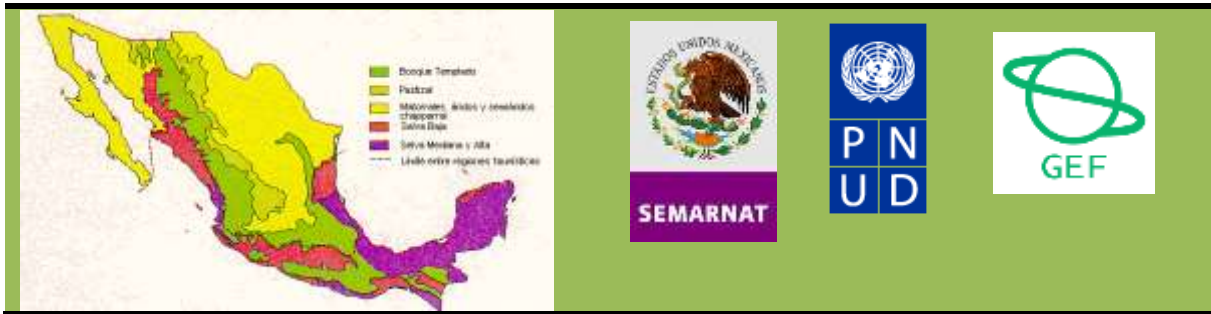 Bosque Templado
Pastizal
Matorrales, áridos y semiáridos
chapparral
Selva Baja
Selva Mediana y Alta
Límite entre regiones faunísticas
ESTADOS UNIDOS MEXICANOS
SEMARNAT
P N
U D
GEF